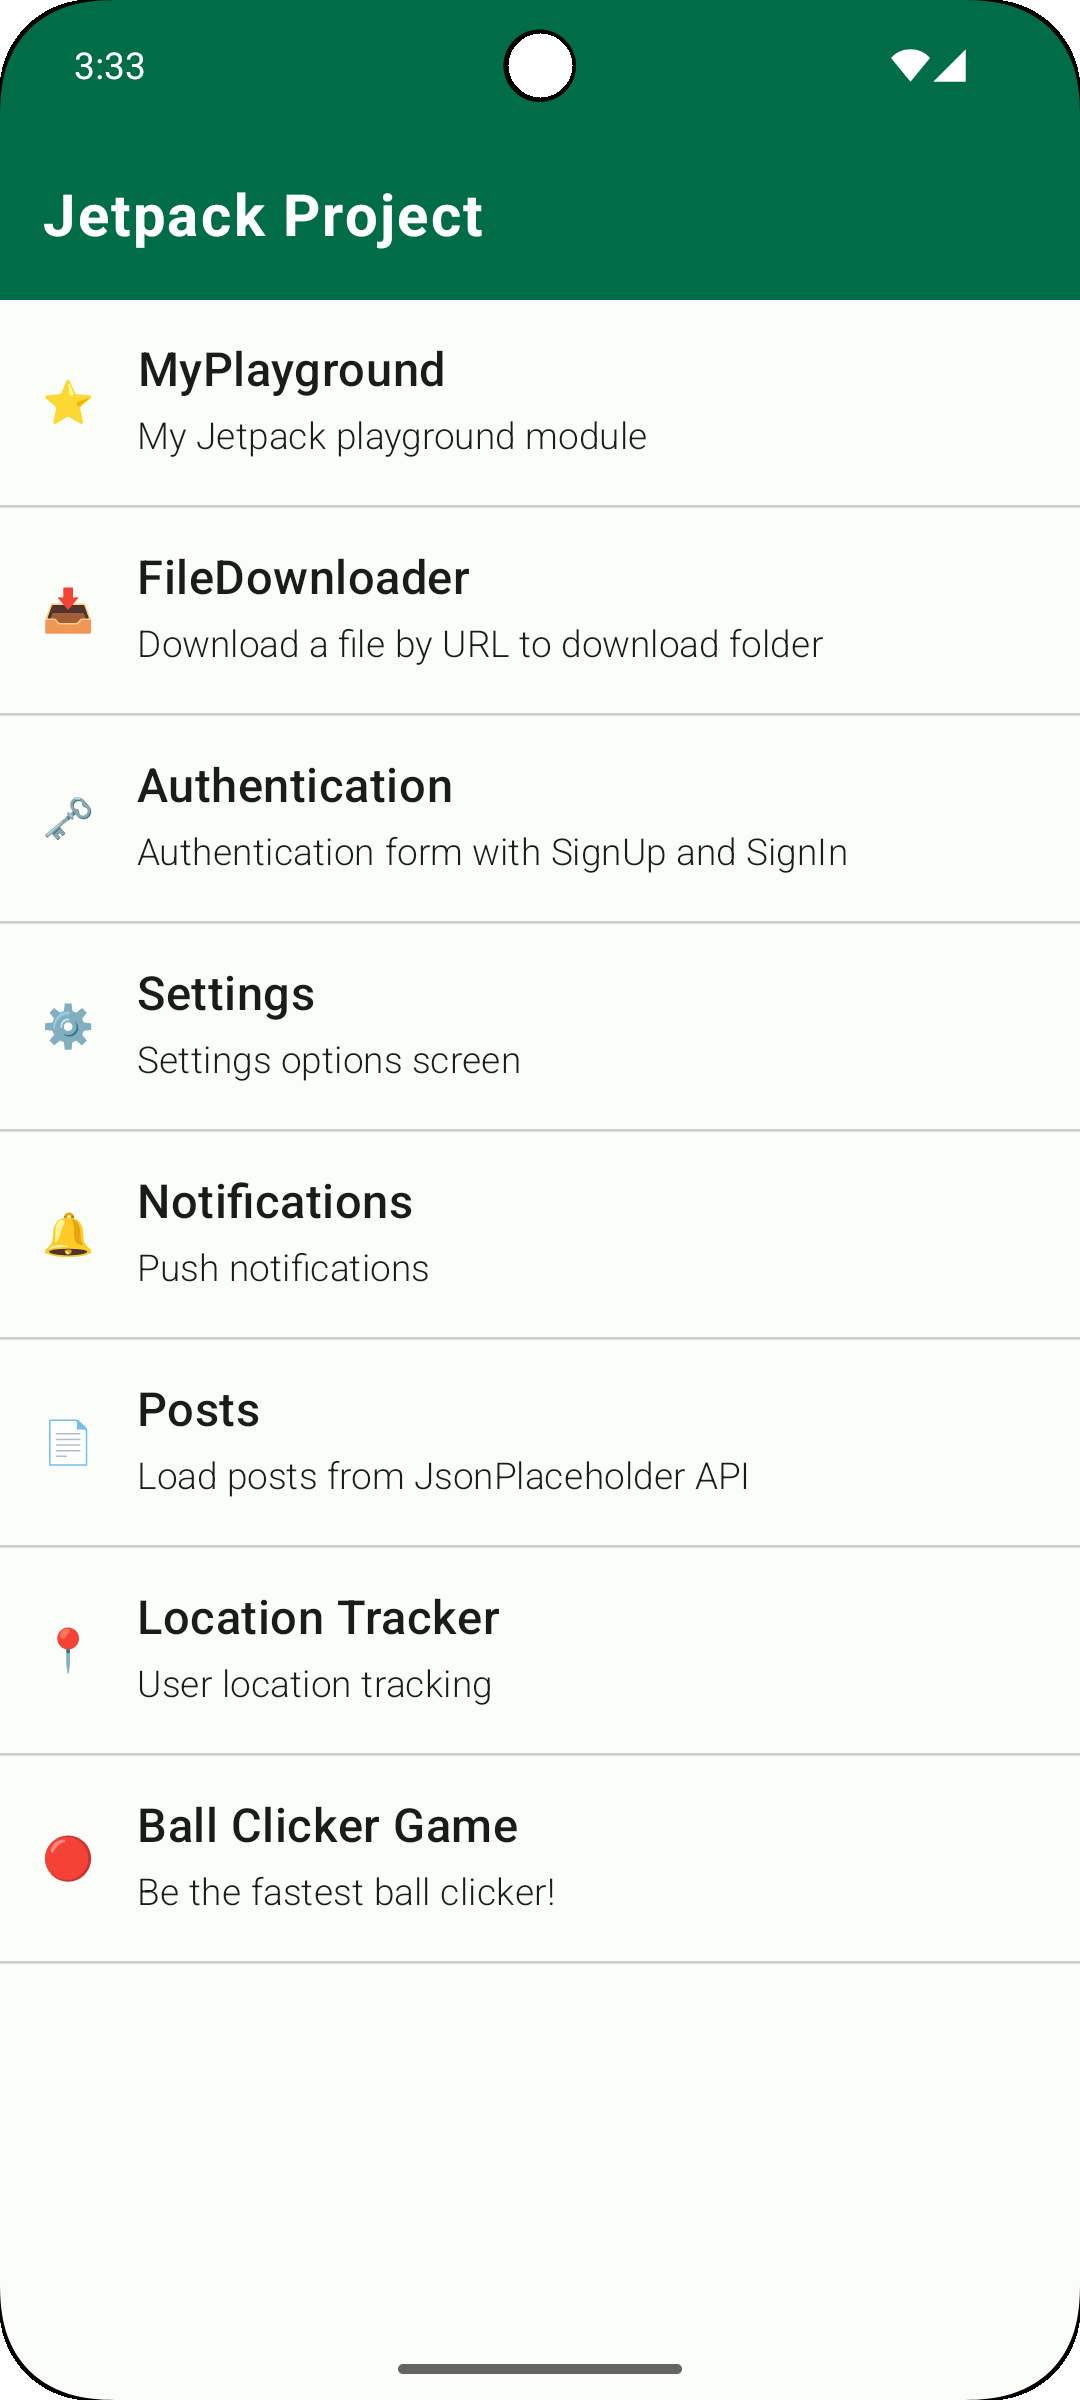 3:33
Jetpack Project
MyPlayground
My Jetpack playground module
FileDownloader
Download a file by URL to download folder
Authentication
Authentication form with SignUp and SignIn
Settings
Settings options screen
Notifications
Push notifications
Posts
Load posts from JsonPlaceholder API
Location Tracker
User location tracking
Ball Clicker Game
Be the fastest ball clicker!